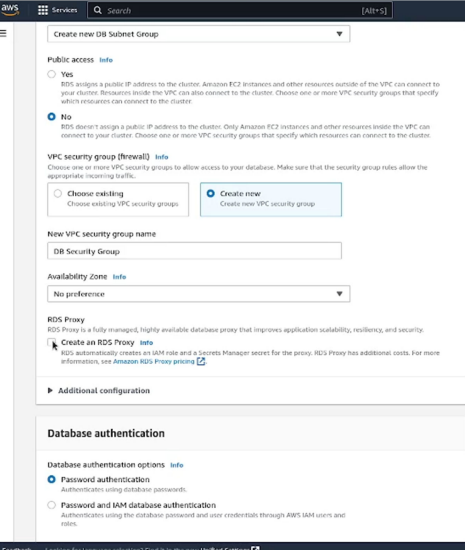 aws
Services
Search
[Alt+S]
Create new DB Subnet Group
Public access Info
Yes
RDS assigns a public IP address to the cluster. Amazon EC2 instances and other resources outside of the VPC can connect to
your cluster. Resources inside the VPC can also connect to the cluster. Choose one or more VPC security groups that specify
which resources can connect to the cluster.
No
RDS doesn't assign a public IP address to the cluster. Only Amazon EC2 instances and other resources inside the VPC can
connect to your cluster. Choose one or more VPC security groups that specify which resources can connect to the cluster.
VPC security group (firewall) Info
Choose one or more VPC security groups to allow access to your database. Make sure that the security group rules allow the
appropriate incoming traffic.
Choose existing
Choose existing VPC security groups
Create new
Create new VPC security group
New VPC security group name
DB Security Group
Availability Zone Info
No preference
RDS Proxy
RDS Proxy is a fully managed, highly available database proxy that improves application scalability, resiliency, and security.
Create an RDS Proxy Info
RDS automatically creates an IAM role and a Secrets Manager secret for the proxy. RDS Proxy has additional costs. For more
information, see Amazon RDS Proxy pricing
Additional configuration
Database authentication
Database authentication options Info
Password authentication
Authenticates using database passwords.
Password and IAM database authentication
Authenticates using the database password and user credentials through AWS IAM users and
roles.